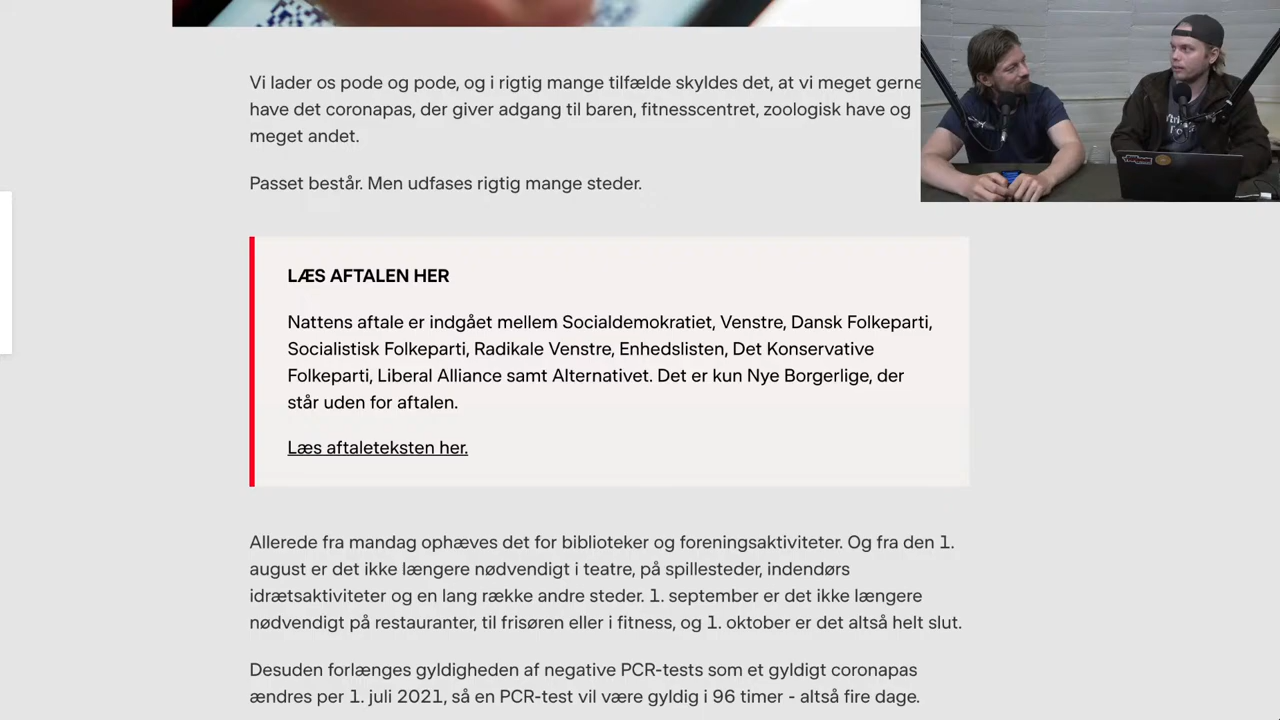 Vi lader os pode og pode, og i rigtig mange tilfælde skyldes det, at vi meget gerne
have det coronapas, der giver adgang til baren, fitnesscentret, zoologisk have og
meget andet.
Passet består. Men udfases rigtig mange steder.
LÆS AFTALEN HER
Nattens aftale er indgået mellem Socialdemokratiet, Venstre, Dansk Folkeparti,
Socialistisk Folkeparti, Radikale Venstre, Enhedslisten, Det Konservative
Folkeparti, Liberal Alliance samt Alternativet. Det er kun Nye Borgerlige, der
står uden for aftalen.
Læs aftaleteksten her.
Allerede fra mandag ophæves det for biblioteker og foreningsaktiviteter. Og fra den 1.
august er det ikke længere nødvendigt i teatre, på spillesteder, indendørs
idrætsaktiviteter og en lang række andre steder. 1. september er det ikke længere
nødvendigt på restauranter, til frisøren eller i fitness, og 1. oktober er det altså helt slut.
Desuden forlænges gyldigheden af negative PCR-tests som et gyldigt coronapas
ændres per 1. juli 2021, så en PCR-test vil være gyldig i 96 timer - altså fire dage.